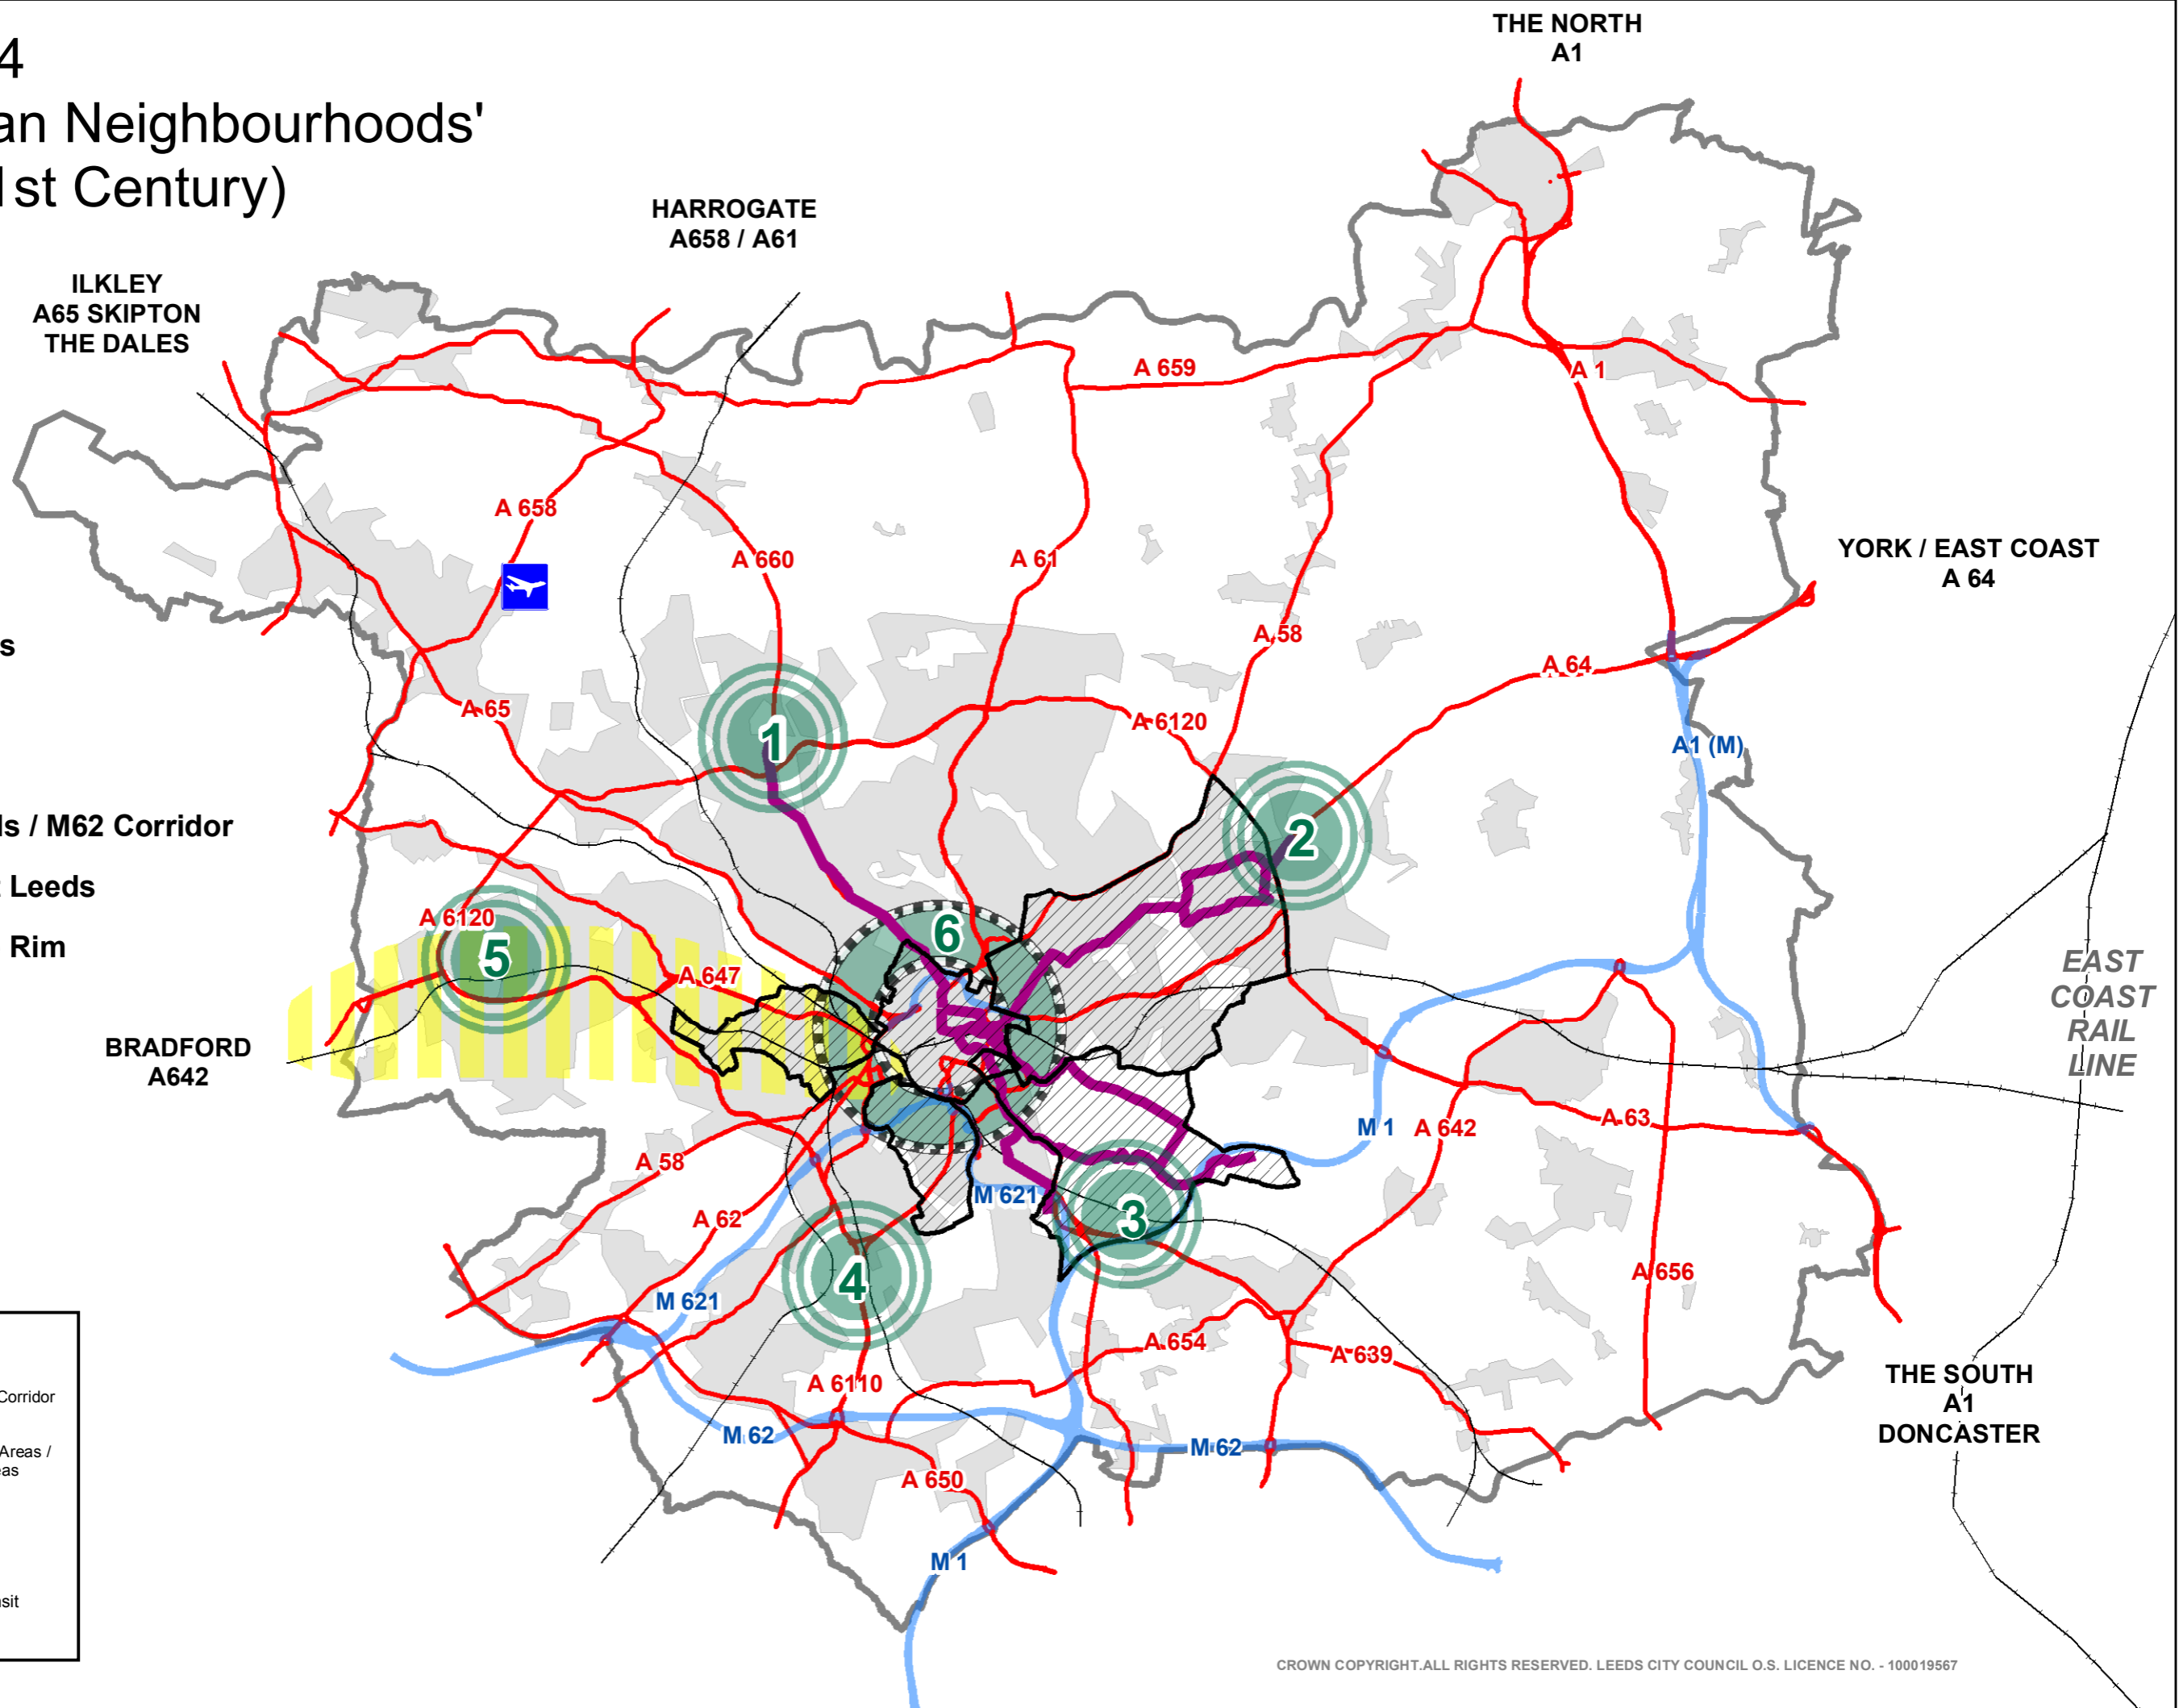 4
an Neighbourhoods'
1st Century)
THE NORTH
A1
HARROGATE
A658 / A61
ILKLEY
A65 SKIPTON
THE DALES
A 659
A 1
A 658
A 660
A 61
YORK / EAST COAST
A 64
A 58
s
A 64
A 65
A 6120
A1 (M)
1
ds / M62 Corridor
2
t Leeds
A 6120
6
Rim
5
A 647
EAST
COAST
RAIL
LINE
BRADFORD
A642
M 1
A 642
A 63
A 58
M 621
A 62
3
4
A 656
M 621
A 654
A 639
A 6110
THE SOUTH
A1
DONCASTER
Corridor
M 62
M 62
Areas /
eas
A 650
M 1
nsit
CROWN COPYRIGHT.ALL RIGHTS RESERVED. LEEDS CITY COUNCIL O.S. LICENCE NO. - 100019567